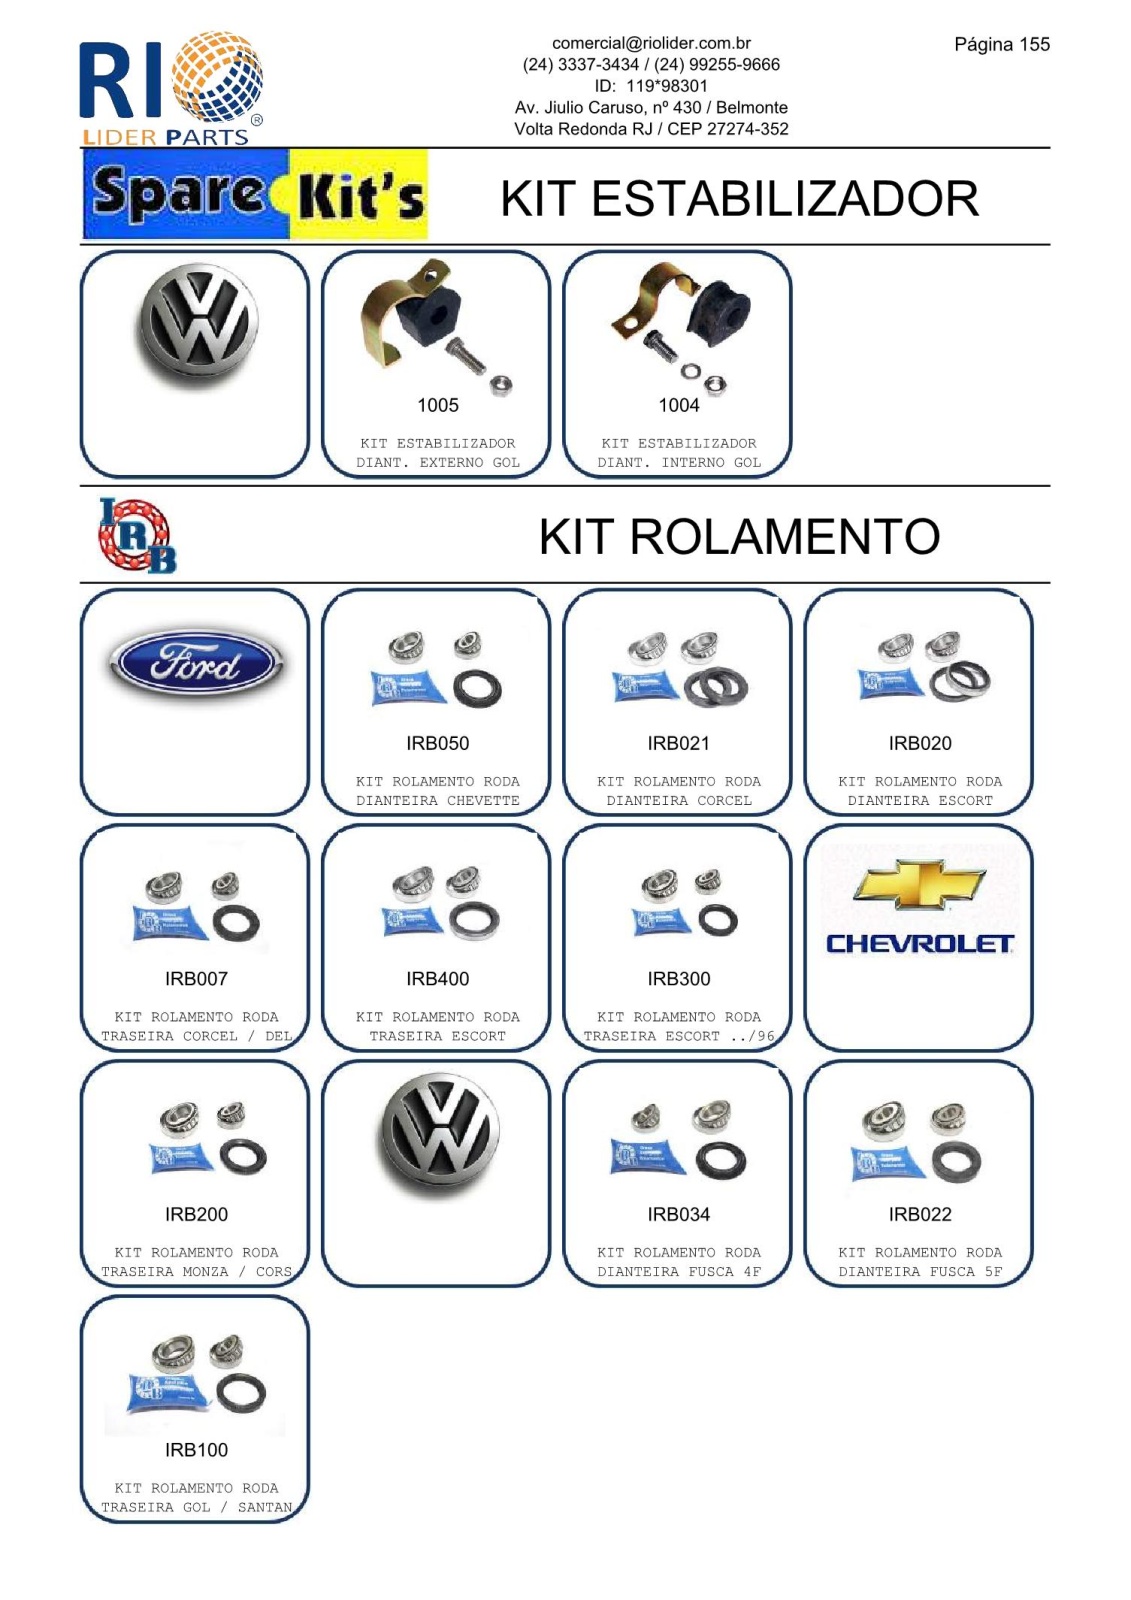 RIO
LIDER PARTS
®
comercial@riolider.com.br
(24) 3337-3434 / (24) 99255-9666
ID: 119*98301
Av. Jiulio Caruso, nº 430 / Belmonte
Volta Redonda RJ / CEP 27274-352
Página 155
Spare Kit's
KIT ESTABILIZADOR
1005
KIT ESTABILIZADOR
DIANT. EXTERNO GOL
1004
KIT ESTABILIZADOR
DIANT. INTERNO GOL
IRB
KIT ROLAMENTO
Ford
IRB050
KIT ROLAMENTO RODA
DIANTEIRA CHEVETTE
IRB021
KIT ROLAMENTO RODA
DIANTEIRA CORCEL
IRB020
KIT ROLAMENTO RODA
DIANTEIRA ESCORT
IRB007
KIT ROLAMENTO RODA
TRASEIRA CORCEL / DEL
IRB400
KIT ROLAMENTO RODA
TRASEIRA ESCORT
IRB300
KIT ROLAMENTO RODA
TRASEIRA ESCORT ../96
CHEVROLET
IRB200
KIT ROLAMENTO RODA
TRASEIRA MONZA / CORS
IRB034
KIT ROLAMENTO RODA
DIANTEIRA FUSCA 4F
IRB022
KIT ROLAMENTO RODA
DIANTEIRA FUSCA 5F
IRB100
KIT ROLAMENTO RODA
TRASEIRA GOL / SANTAN